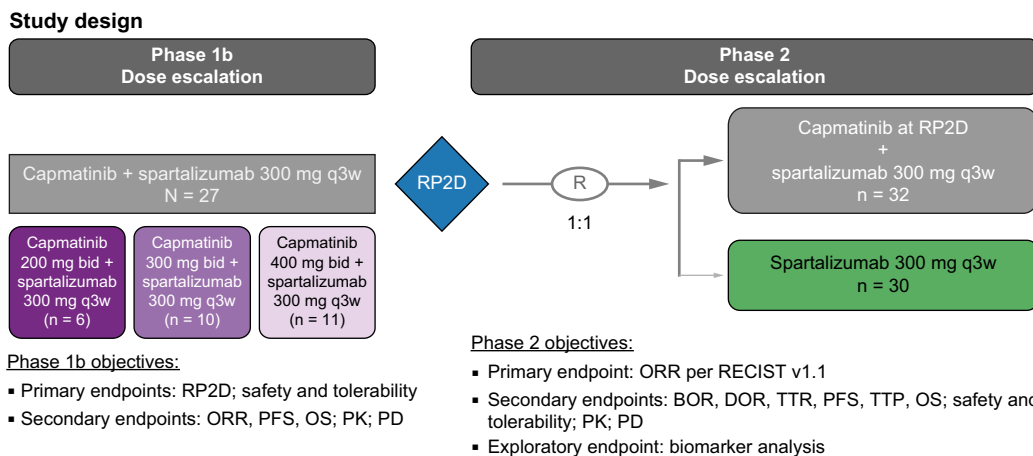 Study design
Phase 1b
Dose escalation
Capmatinib + spartalizumab 300 mg q3w
N = 27
Capmatinib
200 mg bid +
spartalizumab
300 mg q3w
(n = 6)
Capmatinib
300 mg bid +
spartalizumab
300 mg q3w
(n = 10)
Capmatinib
400 mg bid +
spartalizumab
300 mg q3w
(n = 11)
Phase 1b objectives:
▪ Primary endpoints: RP2D; safety and tolerability
▪ Secondary endpoints: ORR, PFS, OS; PK; PD
RP2D
Phase 2
Dose escalation
R
1:1
Capmatinib at RP2D
+
spartalizumab 300 mg q3w
n = 32
Spartalizumab 300 mg q3w
n = 30
Phase 2 objectives:
▪ Primary endpoint: ORR per RECIST v1.1
▪ Secondary endpoints: BOR, DOR, TTR, PFS, TTP, OS; safety and
tolerability; PK; PD
▪ Exploratory endpoint: biomarker analysis